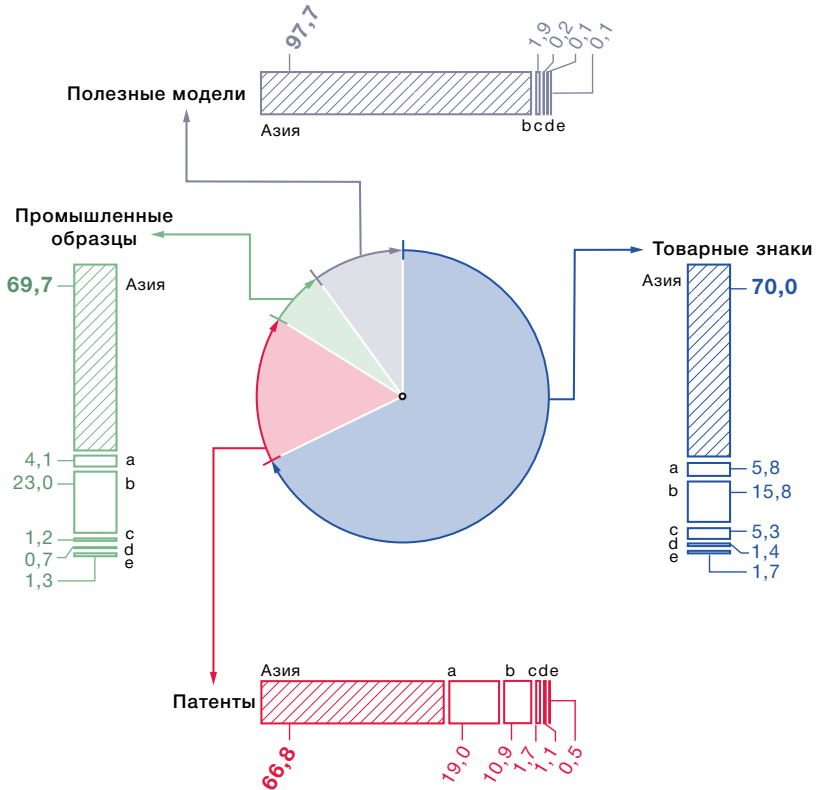 97,7
1,9
0,2
0,1
0,1
Полезные модели
Азия
b c d e
Промышленные
образцы
69,7
Азия
4,1 a
23,0 b
1,2 c
0,7 d
1,3 e
Товарные знаки
Азия
70,0
a 5,8
b 15,8
c 5,3
d 1,4
e 1,7
Азия a b c d e
Патенты
66,8
19,0
10,9
1,7
1,1
0,5